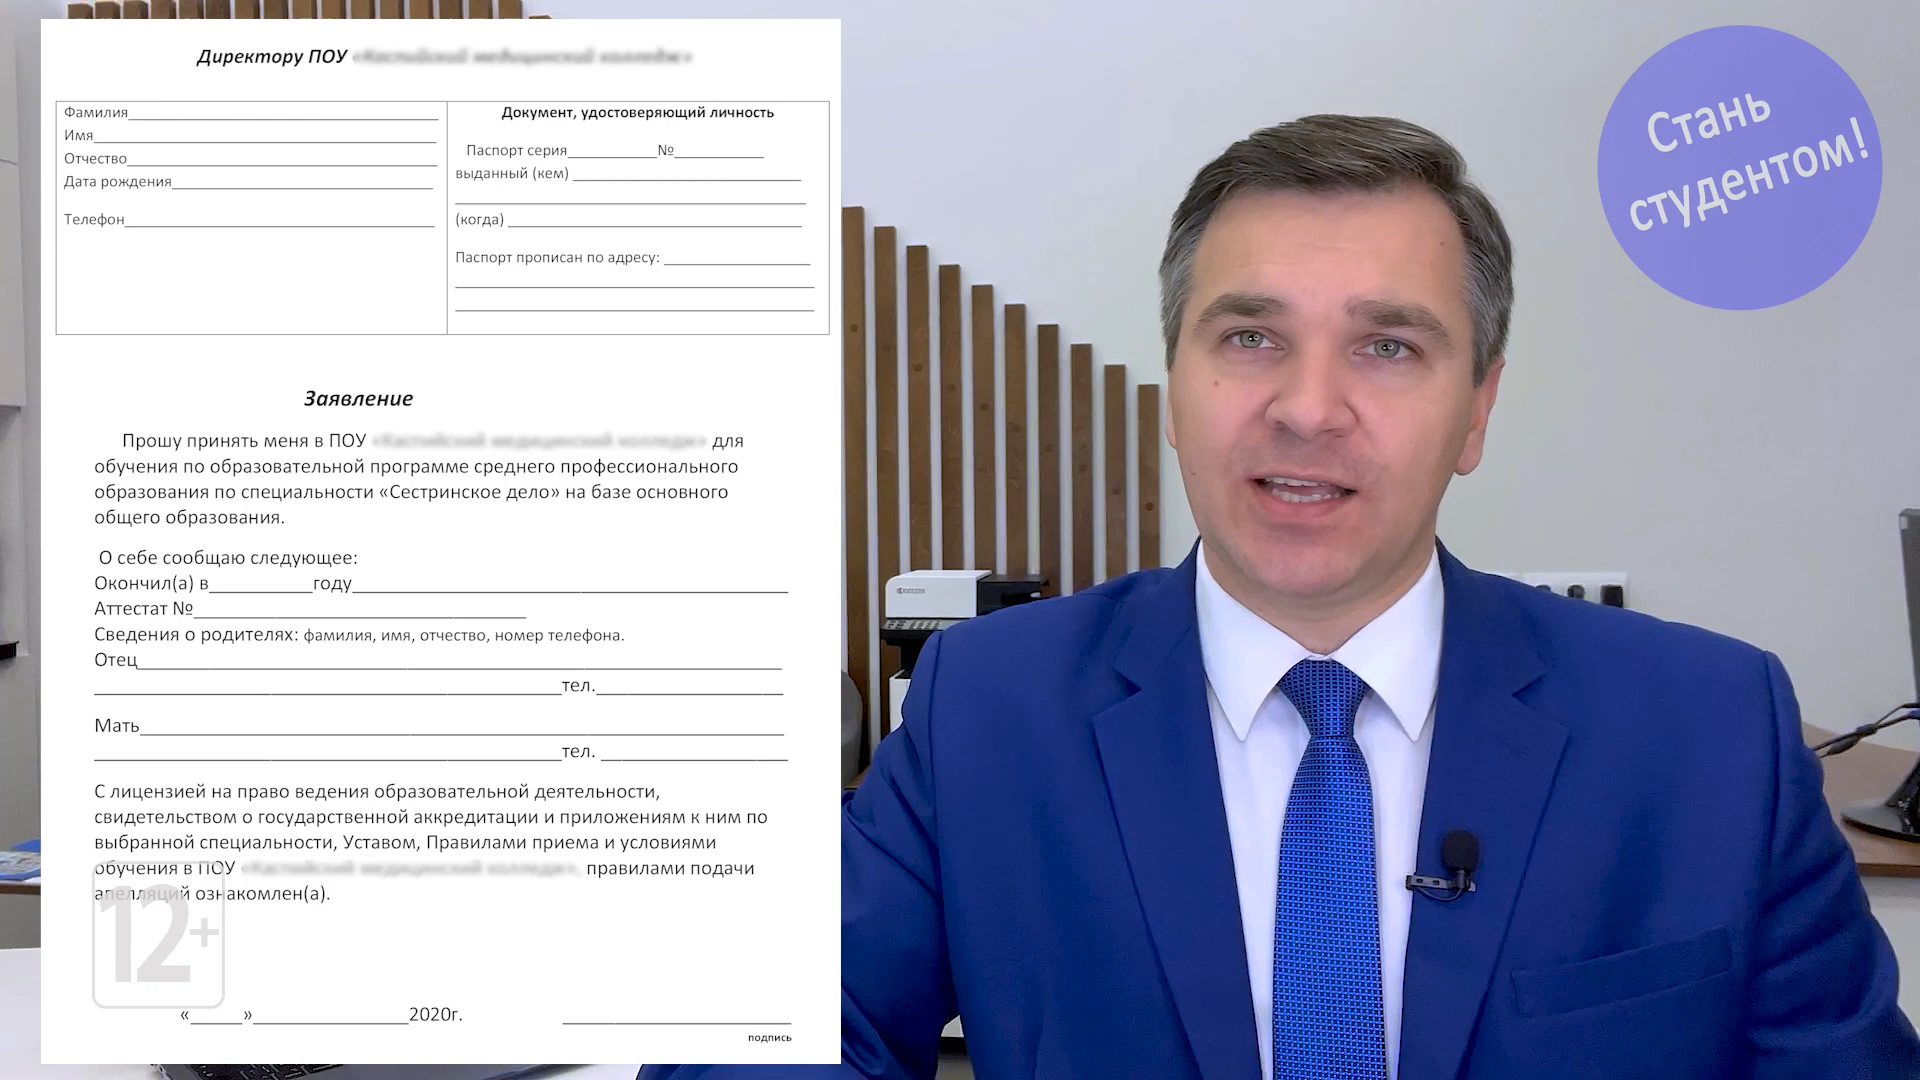 Директору ПОУ
Фамилия
Имя
Отчество
Дата рождения
Телефон
Документ, удостоверяющий личность
Паспорт серия____________№____________
выданный (кем)
(когда)
Паспорт прописан по адресу:
Заявление
Прошу принять меня в ПОУ для
обучения по образовательной программе среднего профессионального
образования по специальности «Сестринское дело» на базе основного
общего образования.
О себе сообщаю следующее:
Окончил(а) в__________году
Аттестат №
Сведения о родителях: фамилия, имя, отчество, номер телефона.
Отец
тел.
Мать
тел.
С лицензией на право ведения образовательной деятельности,
свидетельством о государственной аккредитации и приложениям к ним по
выбранной специальности, Уставом, Правилами приема и условиями
обучения в ПОУ правилами подачи
апелляций ознакомлен(а).
«_____»_______________2020г.
подпись
12+
Стань
студентом!